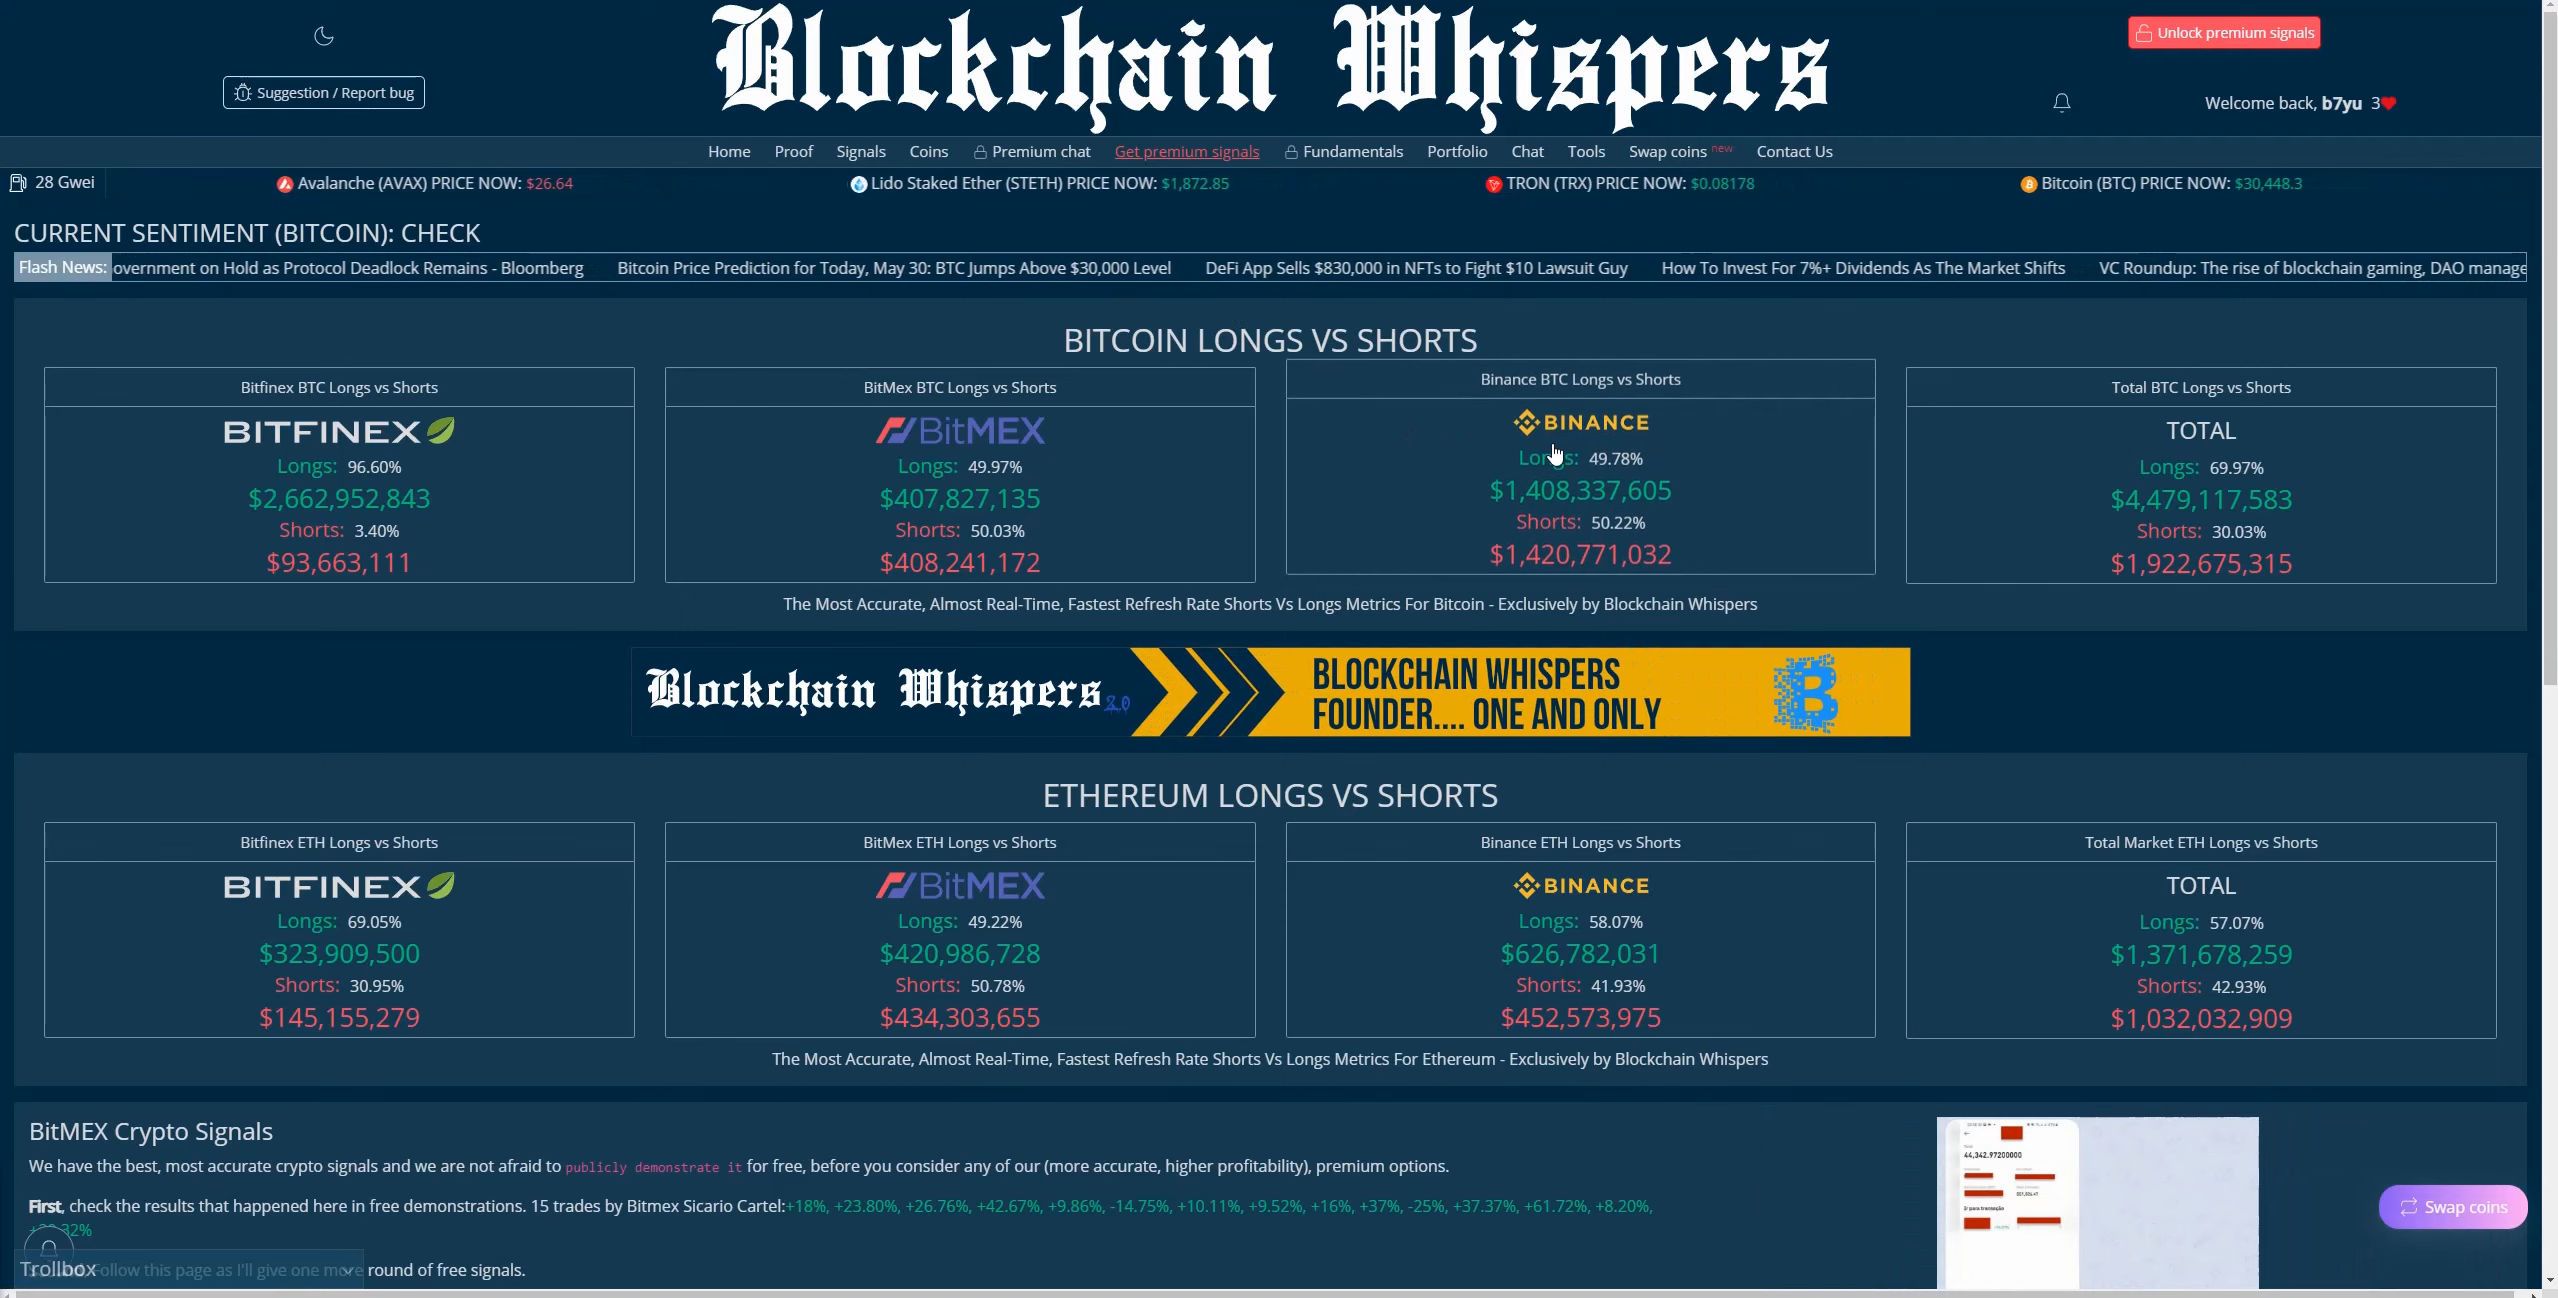 Blockchain Whispers
Unlock premium signals
Suggestion / Report bug
Welcome back, b7yu 3
Home Proof Signals Coins Premium chat Get premium signals Fundamentals Portfolio Chat Tools Swap coins new Contact Us
28 Gwei Avalanche (AVAX) PRICE NOW: $26.64 Lido Staked Ether (STETH) PRICE NOW: $1,872.85 TRON (TRX) PRICE NOW: $0.08178 Bitcoin (BTC) PRICE NOW: $30,448.3
CURRENT SENTIMENT (BITCOIN): CHECK
Flash News: overnment on Hold as Protocol Deadlock Remains - Bloomberg Bitcoin Price Prediction for Today, May 30: BTC Jumps Above $30,000 Level DeFi App Sells $830,000 in NFTs to Fight $10 Lawsuit Guy How To Invest For 7%+ Dividends As The Market Shifts VC Roundup: The rise of blockchain gaming, DAO manage
BITCOIN LONGS VS SHORTS
Bitfinex BTC Longs vs Shorts
BITFINEX
Longs: 96.60%
$2,662,952,843
Shorts: 3.40%
$93,663,111
BitMex BTC Longs vs Shorts
BitMEX
Longs: 49.97%
$407,827,135
Shorts: 50.03%
$408,241,172
Binance BTC Longs vs Shorts
BINANCE
Longs: 49.78%
$1,408,337,605
Shorts: 50.22%
$1,420,771,032
Total BTC Longs vs Shorts
TOTAL
Longs: 69.97%
$4,479,117,583
Shorts: 30.03%
$1,922,675,315
The Most Accurate, Almost Real-Time, Fastest Refresh Rate Shorts Vs Longs Metrics For Bitcoin - Exclusively by Blockchain Whispers
Blockchain Whispers 2.0
BLOCKCHAIN WHISPERS
FOUNDER.... ONE AND ONLY
ETHEREUM LONGS VS SHORTS
Bitfinex ETH Longs vs Shorts
BITFINEX
Longs: 69.05%
$323,909,500
Shorts: 30.95%
$145,155,279
BitMex ETH Longs vs Shorts
BitMEX
Longs: 49.22%
$420,986,728
Shorts: 50.78%
$434,303,655
Binance ETH Longs vs Shorts
BINANCE
Longs: 58.07%
$626,782,031
Shorts: 41.93%
$452,573,975
Total Market ETH Longs vs Shorts
TOTAL
Longs: 57.07%
$1,371,678,259
Shorts: 42.93%
$1,032,032,909
The Most Accurate, Almost Real-Time, Fastest Refresh Rate Shorts Vs Longs Metrics For Ethereum - Exclusively by Blockchain Whispers
BitMEX Crypto Signals
We have the best, most accurate crypto signals and we are not afraid to publicly demonstrate it for free, before you consider any of our (more accurate, higher profitability), premium options.
First, check the results that happened here in free demonstrations. 15 trades by Bitmex Sicario Cartel:+18%, +23.80%, +26.76%, +42.67%, +9.86%, -14.75%, +10.11%, +9.52%, +16%, +37%, -25%, +37.37%, +61.72%, +8.20%,
32%
Trollbox
follow this page as I'll give one more round of free signals.
44,342.97200000
Swap coins